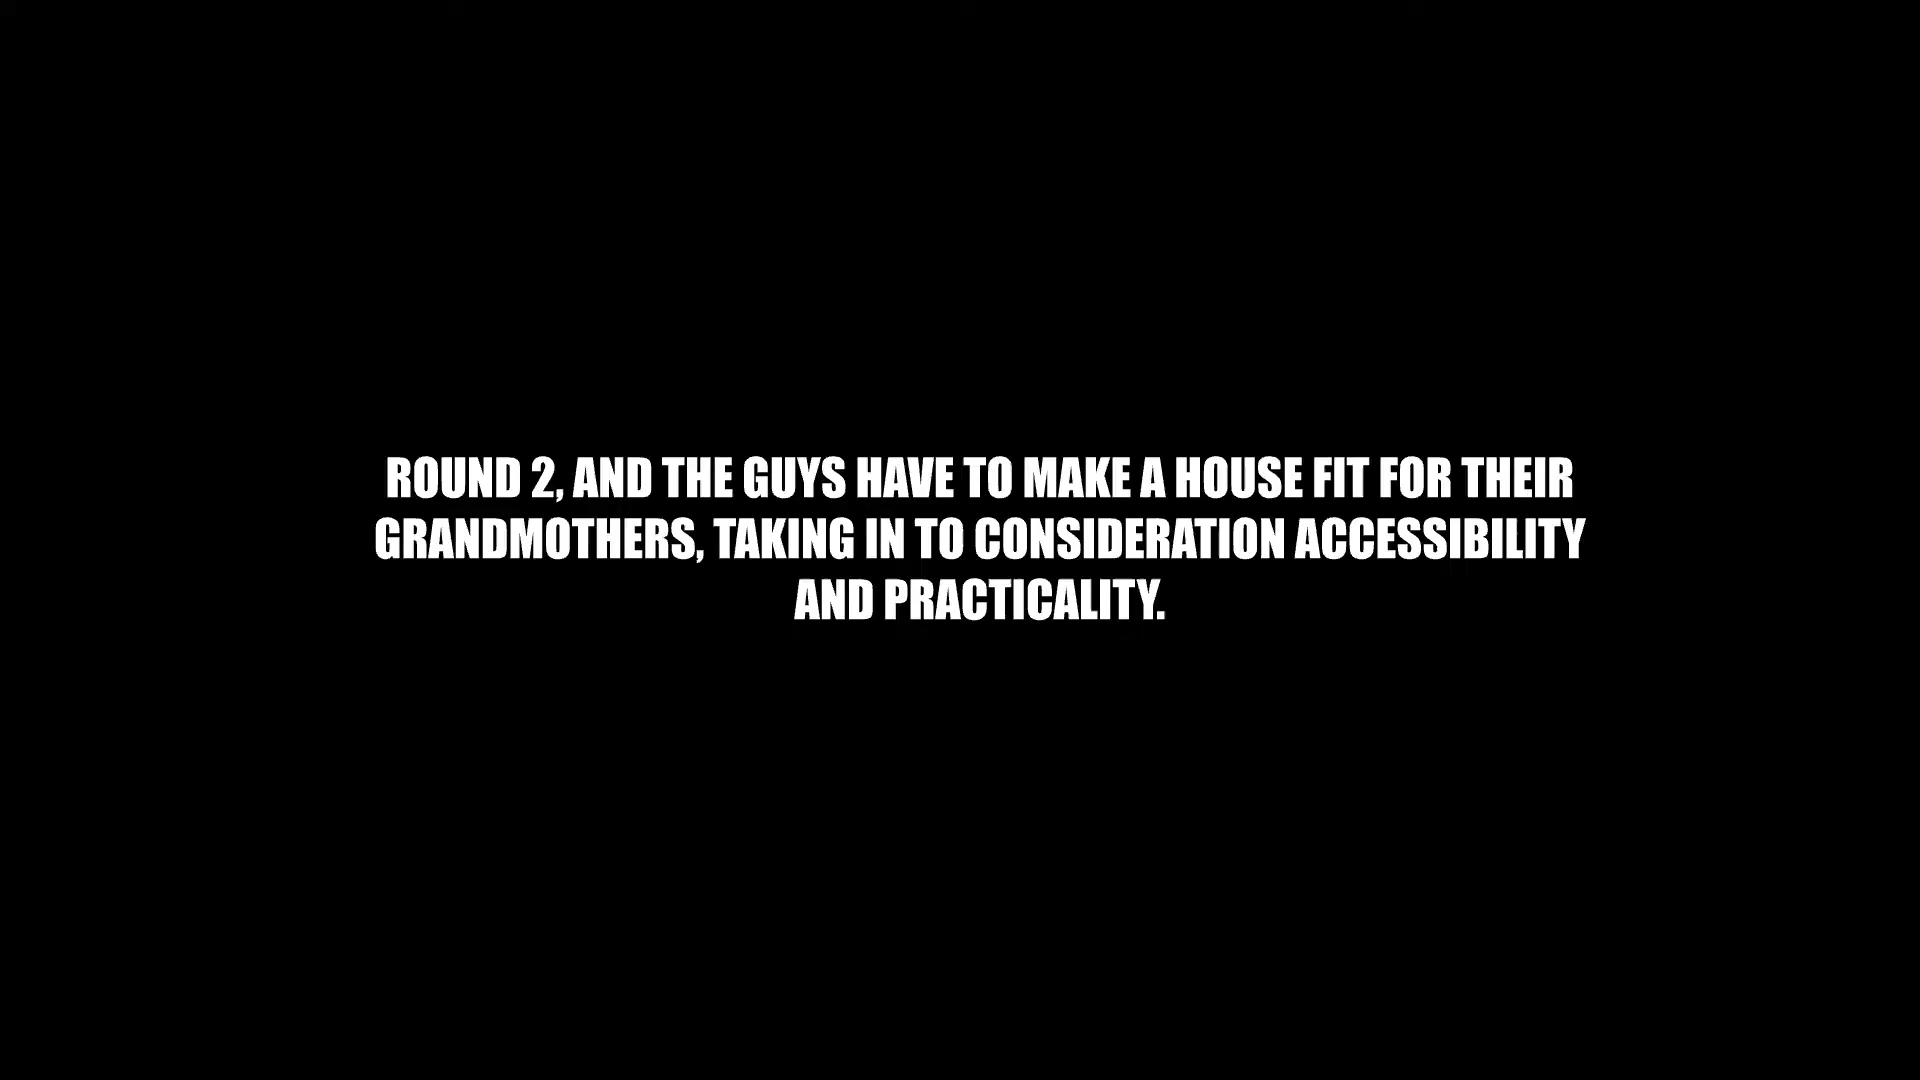 ROUND 2, AND THE GUYS HAVE TO MAKE A HOUSE FIT FOR THEIR
GRANDMOTHERS, TAKING IN TO CONSIDERATION ACCESSIBILITY
AND PRACTICALITY.